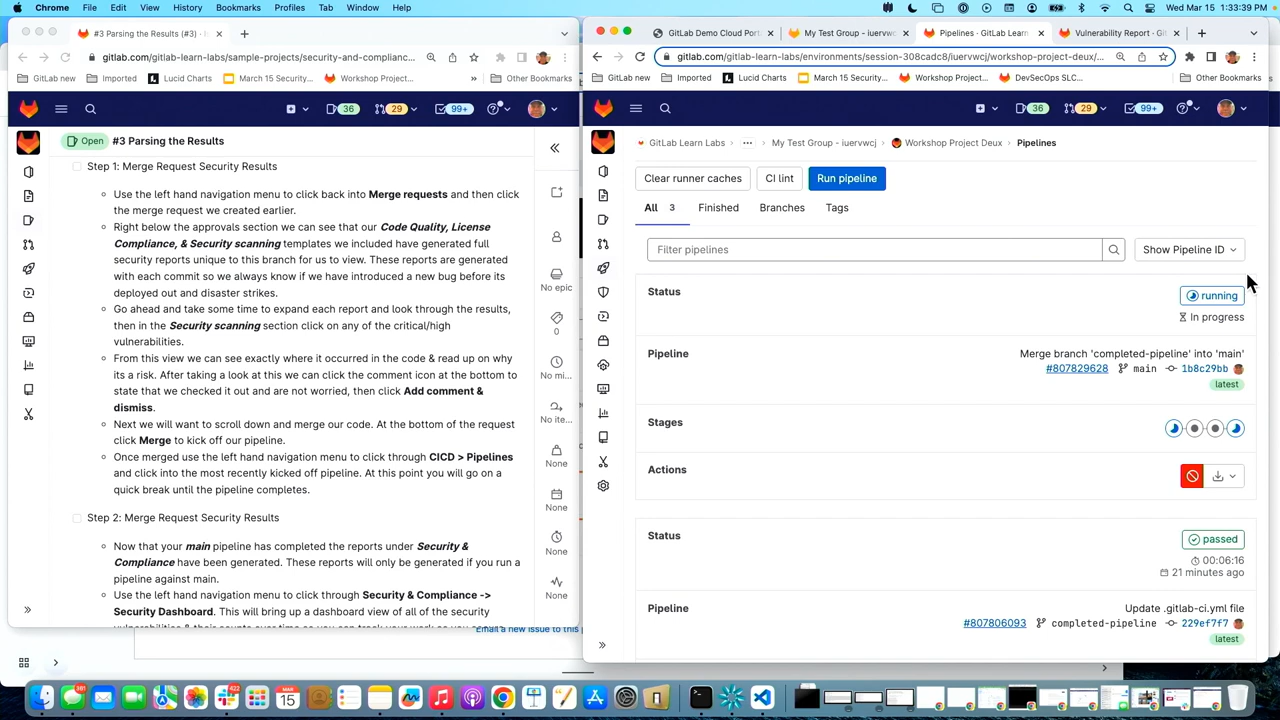 Chrome File Edit View History Bookmarks Profiles Tab Window Help
Wed Mar 15 1:33:39 PM
#3 Parsing the Results (#3) · I
gitlab.com/gitlab-learn-labs/sample-projects/security-and-complianc...
GitLab new Imported Lucid Charts March 15 Security... Workshop Project... » Other Bookmarks
36 29 99+
Open #3 Parsing the Results
Step 1: Merge Request Security Results
Use the left hand navigation menu to click back into Merge requests and then click
the merge request we created earlier.
Right below the approvals section we can see that our Code Quality, License
Compliance, & Security scanning templates we included have generated full
security reports unique to this branch for us to view. These reports are generated
with each commit so we always know if we have introduced a new bug before its
deployed out and disaster strikes.
Go ahead and take some time to expand each report and look through the results,
then in the Security scanning section click on any of the critical/high
vulnerabilities.
From this view we can see exactly where it occurred in the code & read up on why
its a risk. After taking a look at this we can click the comment icon at the bottom to
state that we checked it out and are not worried, then click Add comment &
dismiss.
Next we will want to scroll down and merge our code. At the bottom of the request
click Merge to kick off our pipeline.
Once merged use the left hand navigation menu to click through CICD > Pipelines
and click into the most recently kicked off pipeline. At this point you will go on a
quick break until the pipeline completes.
Step 2: Merge Request Security Results
Now that your main pipeline has completed the reports under Security &
Compliance have been generated. These reports will only be generated if you run a
pipeline against main.
Use the left hand navigation menu to click through Security & Compliance ->
Security Dashboard. This will bring up a dashboard view of all of the security
No epic
0
No mi...
No ite...
None
None
None
None
Email a new issue to this
GitLab Demo Cloud Port
My Test Group · iuervwc
Pipelines · GitLab Learn
Vulnerability Report · G
gitlab.com/gitlab-learn-labs/environments/session-308cadc8/iuervwcj/workshop-project-deux/...
GitLab new Imported Lucid Charts March 15 Security... Workshop Project... DevSecOps SLC... Other Bookmarks
36 29 99+
GitLab Learn Labs ... My Test Group - iuervwcj Workshop Project Deux Pipelines
Clear runner caches CI lint Run pipeline
All 3 Finished Branches Tags
Filter pipelines Show Pipeline ID
Status running
In progress
Pipeline Merge branch 'completed-pipeline' into 'main'
#807829628 main 1b8c29bb
latest
Stages
Actions
Status passed
00:06:16
21 minutes ago
Pipeline Update .gitlab-ci.yml file
#807806093 completed-pipeline 229ef7f7
latest
261
422
MAR
15